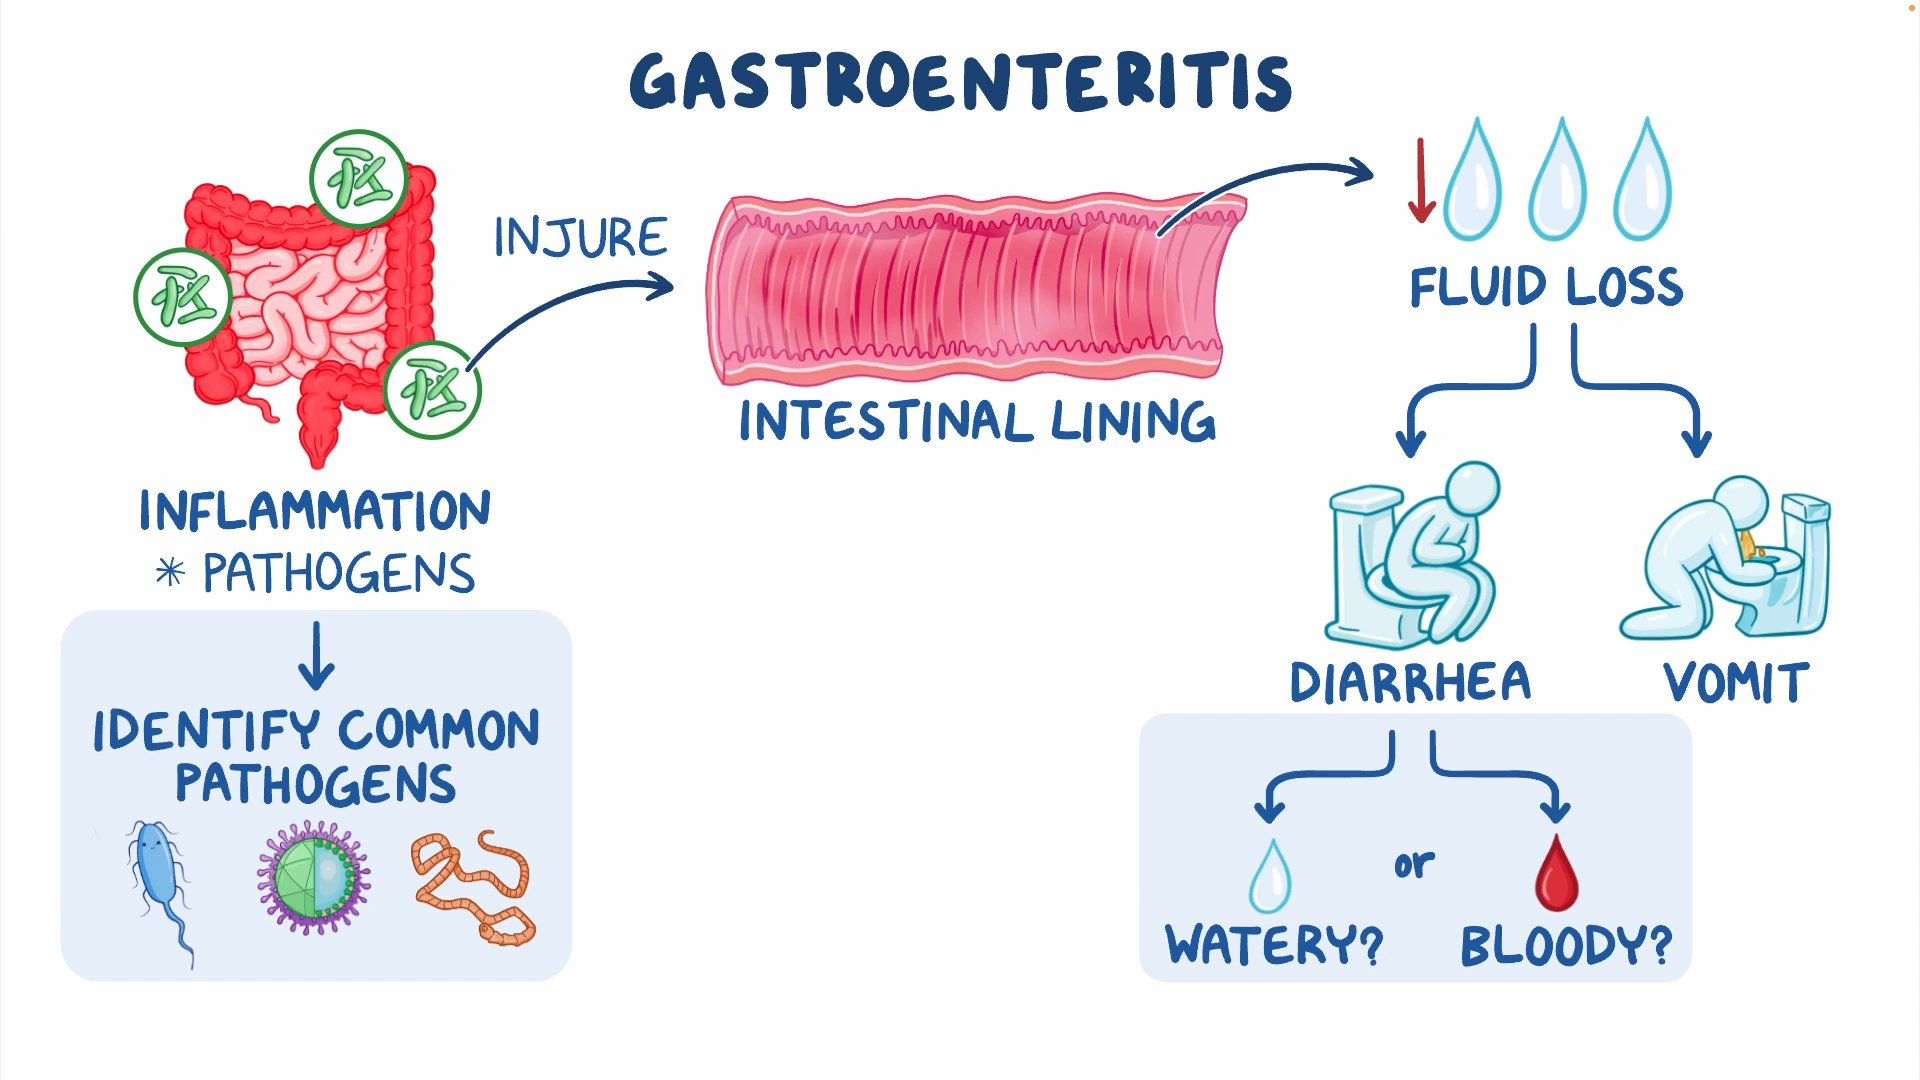 GASTROENTERITIS
INJURE
INTESTINAL LINING
FLUID LOSS
INFLAMMATION
* PATHOGENS
IDENTIFY COMMON
PATHOGENS
DIARRHEA
VOMIT
WATERY?
or
BLOODY?